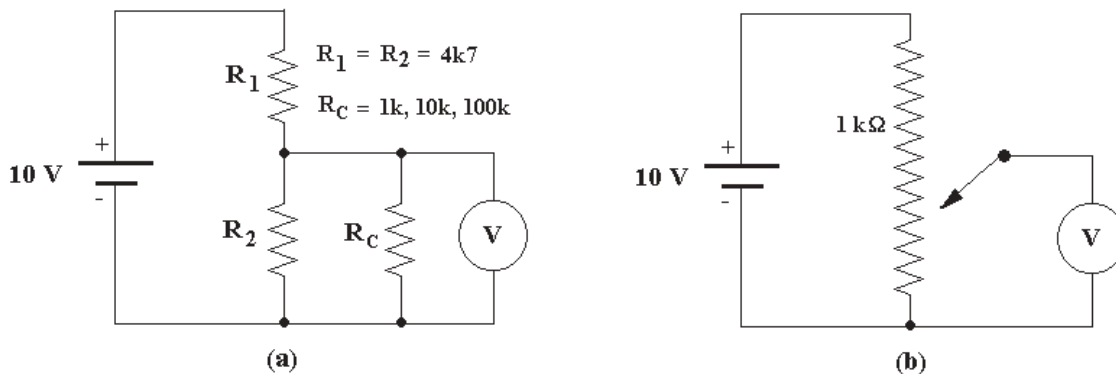 R1 = R2 = 4k7
R1
RC = 1k, 10k, 100k
+
10 V
-
R2
RC
V
(a)
1 kΩ
+
10 V
-
V
(b)